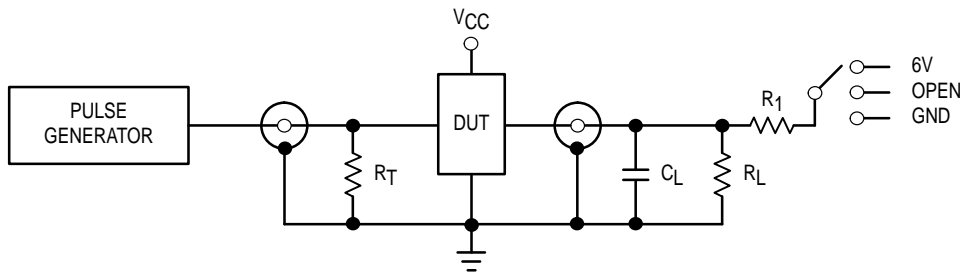 VCC
PULSE
GENERATOR
RT
DUT
CL
RL
R1
6V
OPEN
GND